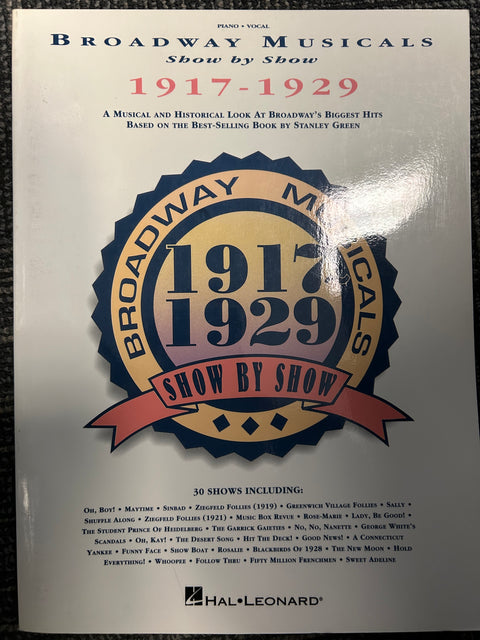 PIANO • VOCAL
BROADWAY MUSICALS
Show by Show
1917-1929
A MUSICAL AND HISTORICAL LOOK AT BROADWAY'S BIGGEST HITS
BASED ON THE BEST-SELLING BOOK BY STANLEY GREEN
BROADWAY MUSICALS
1917
1929
SHOW BY SHOW
30 SHOWS INCLUDING:
OH, BOY! • MAYTIME • SINBAD • ZIEGFELD FOLLIES (1919) • GREENWICH VILLAGE FOLLIES • SALLY •
SHUFFLE ALONG • ZIEGFELD FOLLIES (1921) • MUSIC BOX REVUE • ROSE-MARIE • LADY, BE GOOD! •
THE STUDENT PRINCE OF HEIDELBERG • THE GARRICK GAIETIES • NO, NO, NANETTE • GEORGE WHITE'S
SCANDALS • OH, KAY! • THE DESERT SONG • HIT THE DECK! • GOOD NEWS! • A CONNECTICUT
YANKEE • FUNNY FACE • SHOW BOAT • ROSALIE • BLACKBIRDS OF 1928 • THE NEW MOON • HOLD
EVERYTHING! • WHOOPEE • FOLLOW THRU • FIFTY MILLION FRENCHMEN • SWEET ADELINE
HAL•LEONARD®